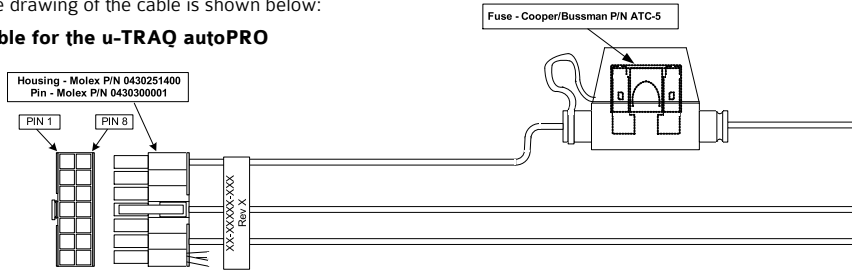 e drawing of the cable is shown below:
ble for the u-TRAQ autoPRO
Fuse - Cooper/Bussman P/N ATC-5
Housing - Molex P/N 0430251400
Pin - Molex P/N 0430300001
PIN 1
PIN 8
XX-XXXXX-XXX
Rev X